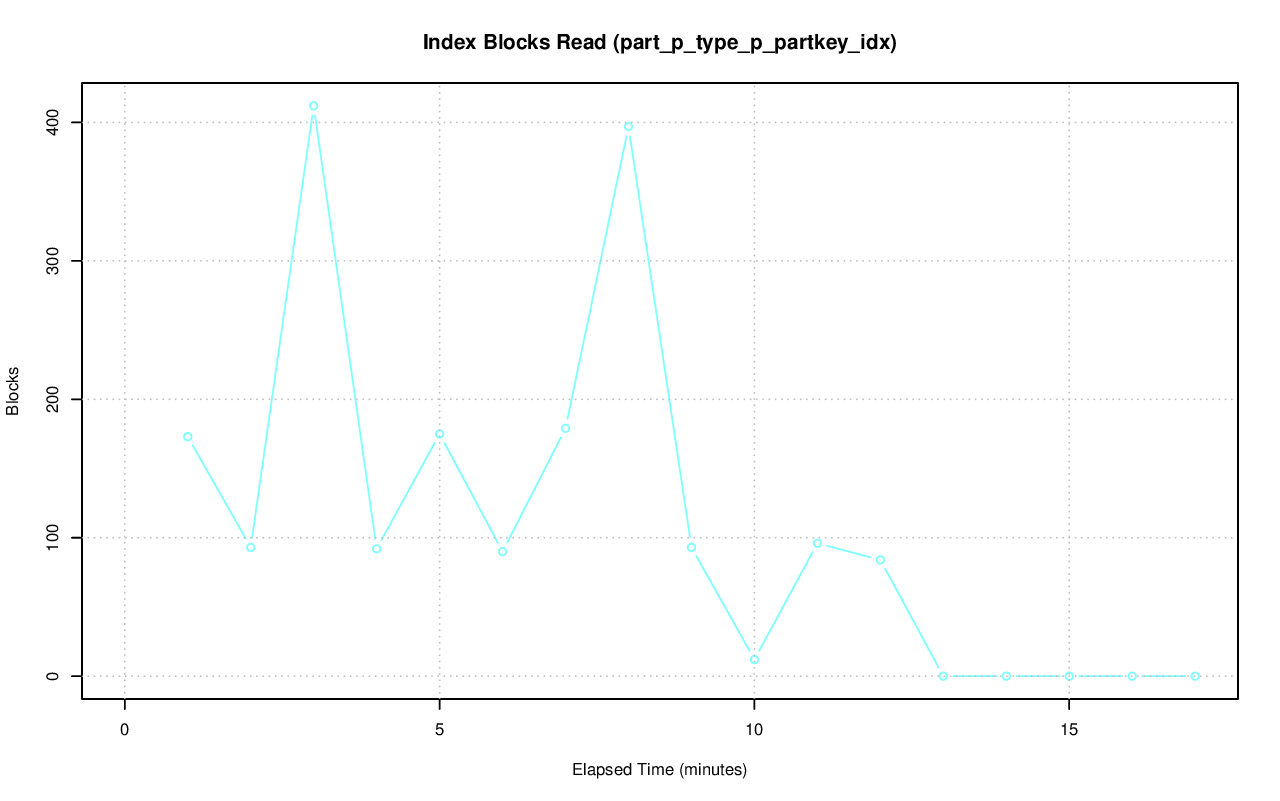 Index Blocks Read (part_p_type_p_partkey_idx)
Blocks
400
300
200
100
0
0 5 10 15
Elapsed Time (minutes)